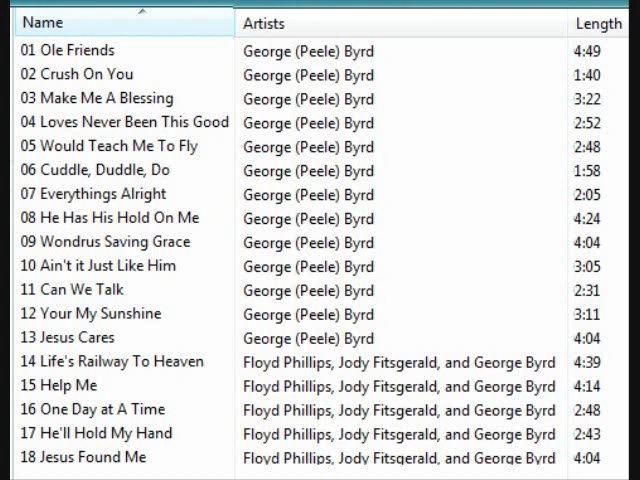 Name Artists Length
01 Ole Friends George (Peele) Byrd 4:49
02 Crush On You George (Peele) Byrd 1:40
03 Make Me A Blessing George (Peele) Byrd 3:22
04 Loves Never Been This Good George (Peele) Byrd 2:52
05 Would Teach Me To Fly George (Peele) Byrd 2:48
06 Cuddle, Duddle, Do George (Peele) Byrd 1:58
07 Everythings Alright George (Peele) Byrd 2:05
08 He Has His Hold On Me George (Peele) Byrd 4:24
09 Wondrus Saving Grace George (Peele) Byrd 4:04
10 Ain't it Just Like Him George (Peele) Byrd 3:05
11 Can We Talk George (Peele) Byrd 2:31
12 Your My Sunshine George (Peele) Byrd 3:11
13 Jesus Cares George (Peele) Byrd 4:04
14 Life's Railway To Heaven Floyd Phillips, Jody Fitsgerald, and George Byrd 4:39
15 Help Me Floyd Phillips, Jody Fitsgerald, and George Byrd 4:14
16 One Day at A Time Floyd Phillips, Jody Fitsgerald, and George Byrd 2:48
17 He'll Hold My Hand Floyd Phillips, Jody Fitsgerald, and George Byrd 2:43
18 Jesus Found Me Floyd Phillips, Jody Fitsgerald, and George Byrd 4:04